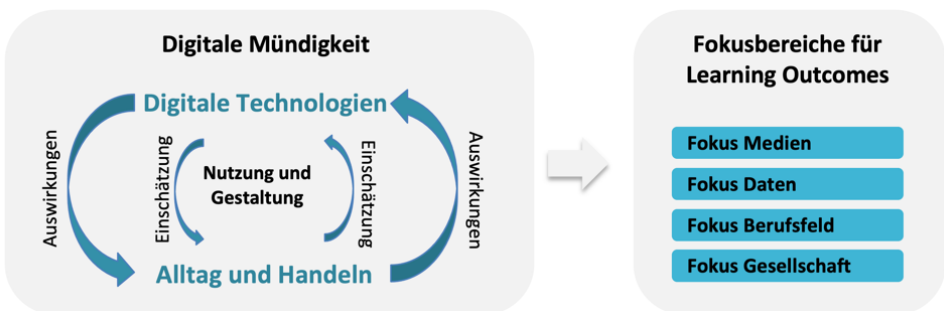 Digitale Mündigkeit
Digitale Technologien
Auswirkungen
Einschätzung
Nutzung und
Gestaltung
Einschätzung
Auswirkungen
Alltag und Handeln
Fokusbereiche für
Learning Outcomes
Fokus Medien
Fokus Daten
Fokus Berufsfeld
Fokus Gesellschaft